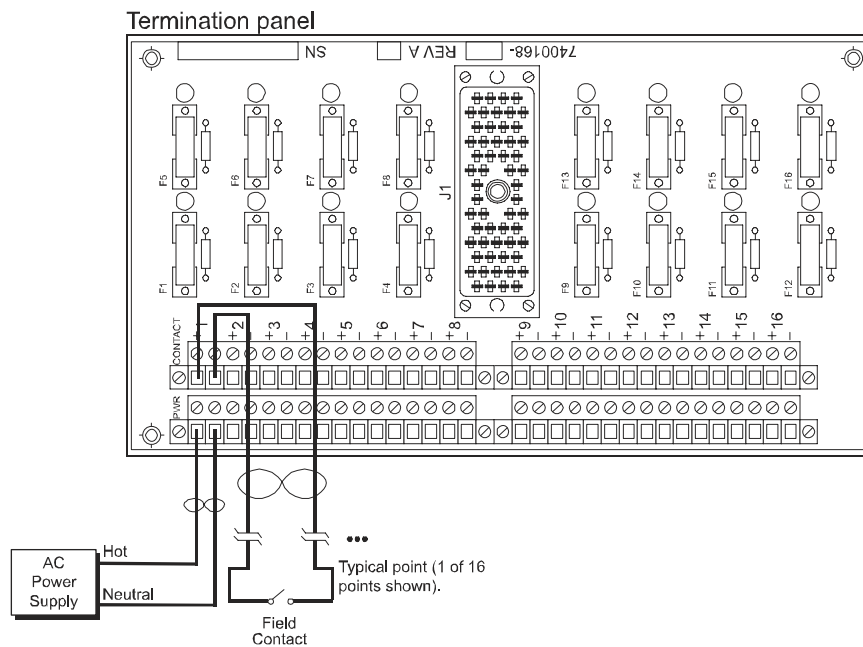 Termination panel
7400168-
REV A
SN
F5
F6
F7
F8
F13
F14
F15
F16
J1
F1
F2
F3
F4
F9
F10
F11
F12
CONTACT
+ 1 -
+ 2 -
+ 3 -
+ 4 -
+ 5 -
+ 6 -
+ 7 -
+ 8 -
+ 9 -
+ 10 -
+ 11 -
+ 12 -
+ 13 -
+ 14 -
+ 15 -
+ 16 -
PWR
AC
Power
Supply
Hot
Neutral
Typical point (1 of 16
points shown).
Field
Contact